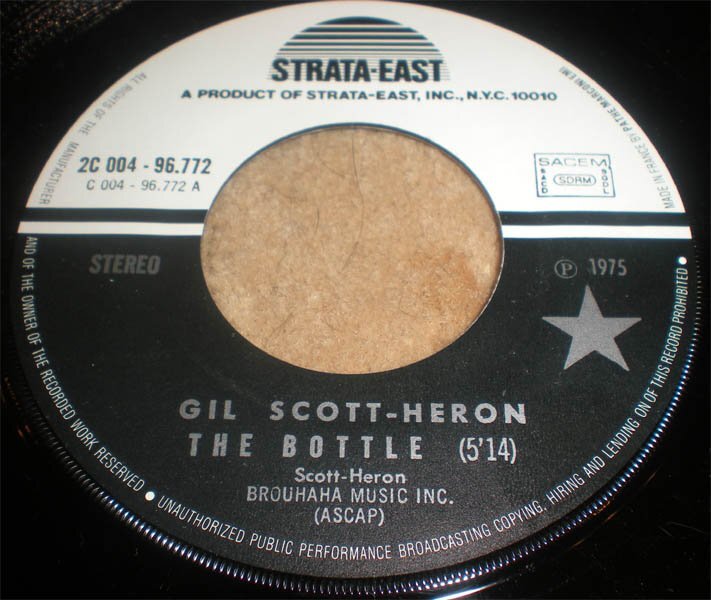 STRATA-EAST
A PRODUCT OF STRATA-EAST, INC., N.Y.C. 10010
2C 004 - 96.772
C 004 - 96.772 A
SACEM
SACD
SDRM
SGDL
STEREO
Ⓟ 1975
GIL SCOTT-HERON
THE BOTTLE (5'14)
Scott-Heron
BROUHAHA MUSIC INC.
(ASCAP)
MADE IN FRANCE BY PATHE MARCONI EMI
ALL RIGHTS OF THE MANUFACTURER
AND OF THE OWNER OF THE RECORDED WORK RESERVED • UNAUTHORIZED PUBLIC PERFORMANCE BROADCASTING COPYING, HIRING AND LENDING ON OF THIS RECORD PROHIBITED •